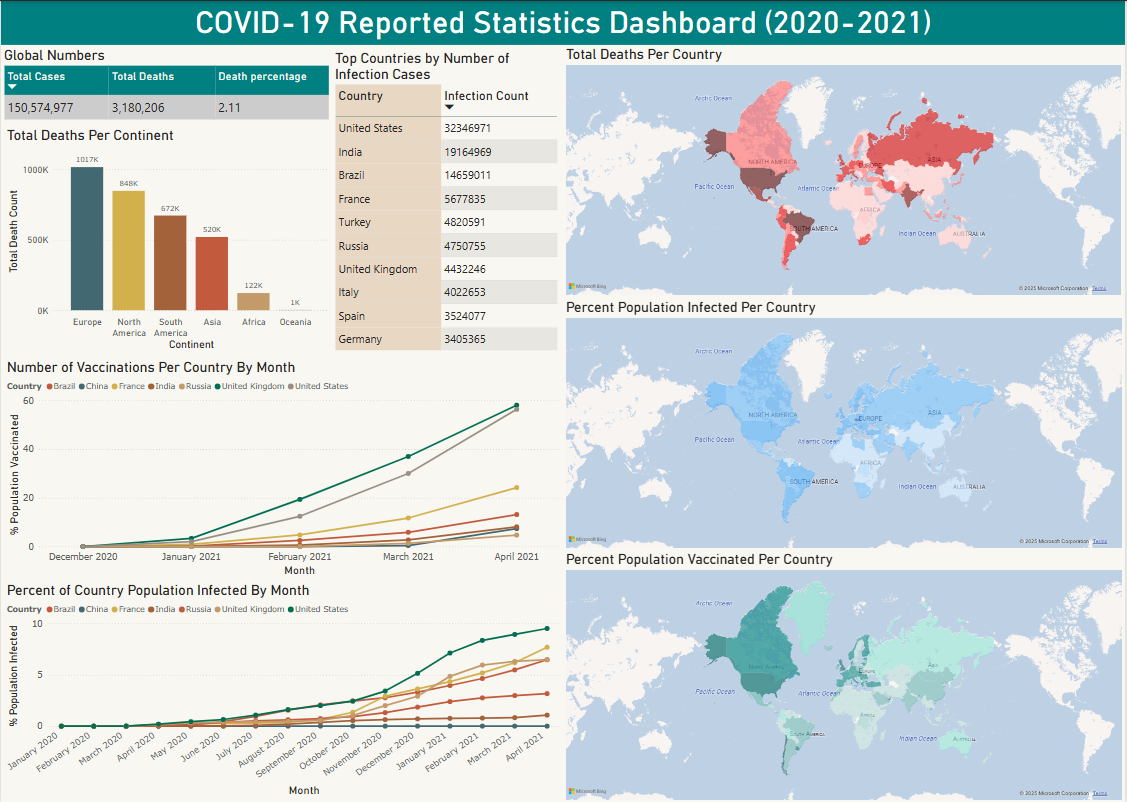 COVID-19 Reported Statistics Dashboard (2020-2021)
Global Numbers
Total Cases Total Deaths Death percentage
150,574,977 3,180,206 2.11
Total Deaths Per Continent
Total Death Count
1000K
500K
0K
1017K
848K
672K
520K
122K
1K
Europe
North America
South America
Asia
Africa
Oceania
Continent
Top Countries by Number of
Infection Cases
Country Infection Count
United States 32346971
India 19164969
Brazil 14659011
France 5677835
Turkey 4820591
Russia 4750755
United Kingdom 4432246
Italy 4022653
Spain 3524077
Germany 3405365
Number of Vaccinations Per Country By Month
Country Brazil China France India Russia United Kingdom United States
% Population Vaccinated
60
40
20
0
December 2020 January 2021 February 2021 March 2021 April 2021
Month
Percent of Country Population Infected By Month
Country Brazil China France India Russia United Kingdom United States
% Population Infected
10
5
0
January 2020 February 2020 March 2020 April 2020 May 2020 June 2020 July 2020 August 2020 September 2020 October 2020 November 2020 December 2020 January 2021 February 2021 March 2021 April 2021
Month
Total Deaths Per Country
Arctic Ocean
NORTH AMERICA
EUROPE
ASIA
Pacific Ocean
Atlantic Ocean
AFRICA
SOUTH AMERICA
Indian Ocean
AUSTRALIA
Microsoft Bing
© 2025 Microsoft Corporation Terms
Percent Population Infected Per Country
Arctic Ocean
NORTH AMERICA
EUROPE
ASIA
Pacific Ocean
Atlantic Ocean
AFRICA
SOUTH AMERICA
Indian Ocean
AUSTRALIA
Microsoft Bing
© 2025 Microsoft Corporation Terms
Percent Population Vaccinated Per Country
Arctic Ocean
North America
Europe
Asia
Pacific Ocean
Atlantic Ocean
Africa
South America
Indian Ocean
Australia
Microsoft Bing
© 2025 Microsoft Corporation Terms